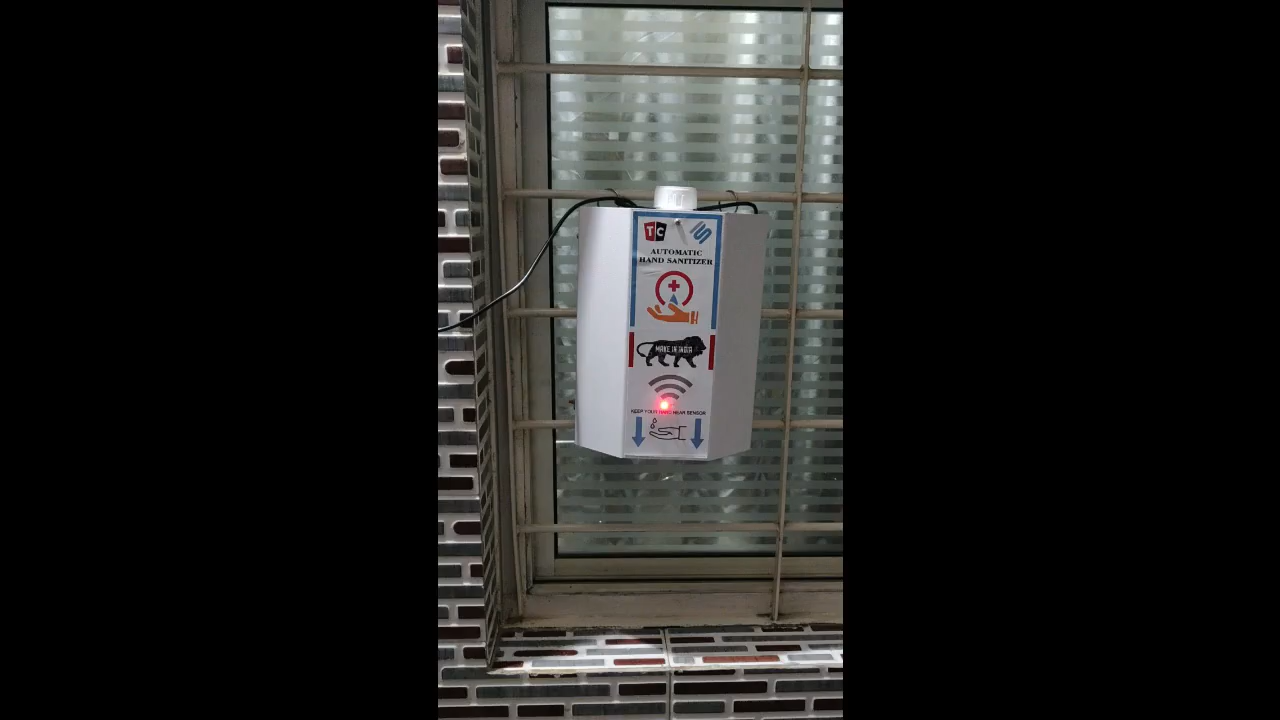 TC
AUTOMATIC
HAND SANITIZER
MAKE IN INDIA
KEEP YOUR HAND NEAR SENSOR